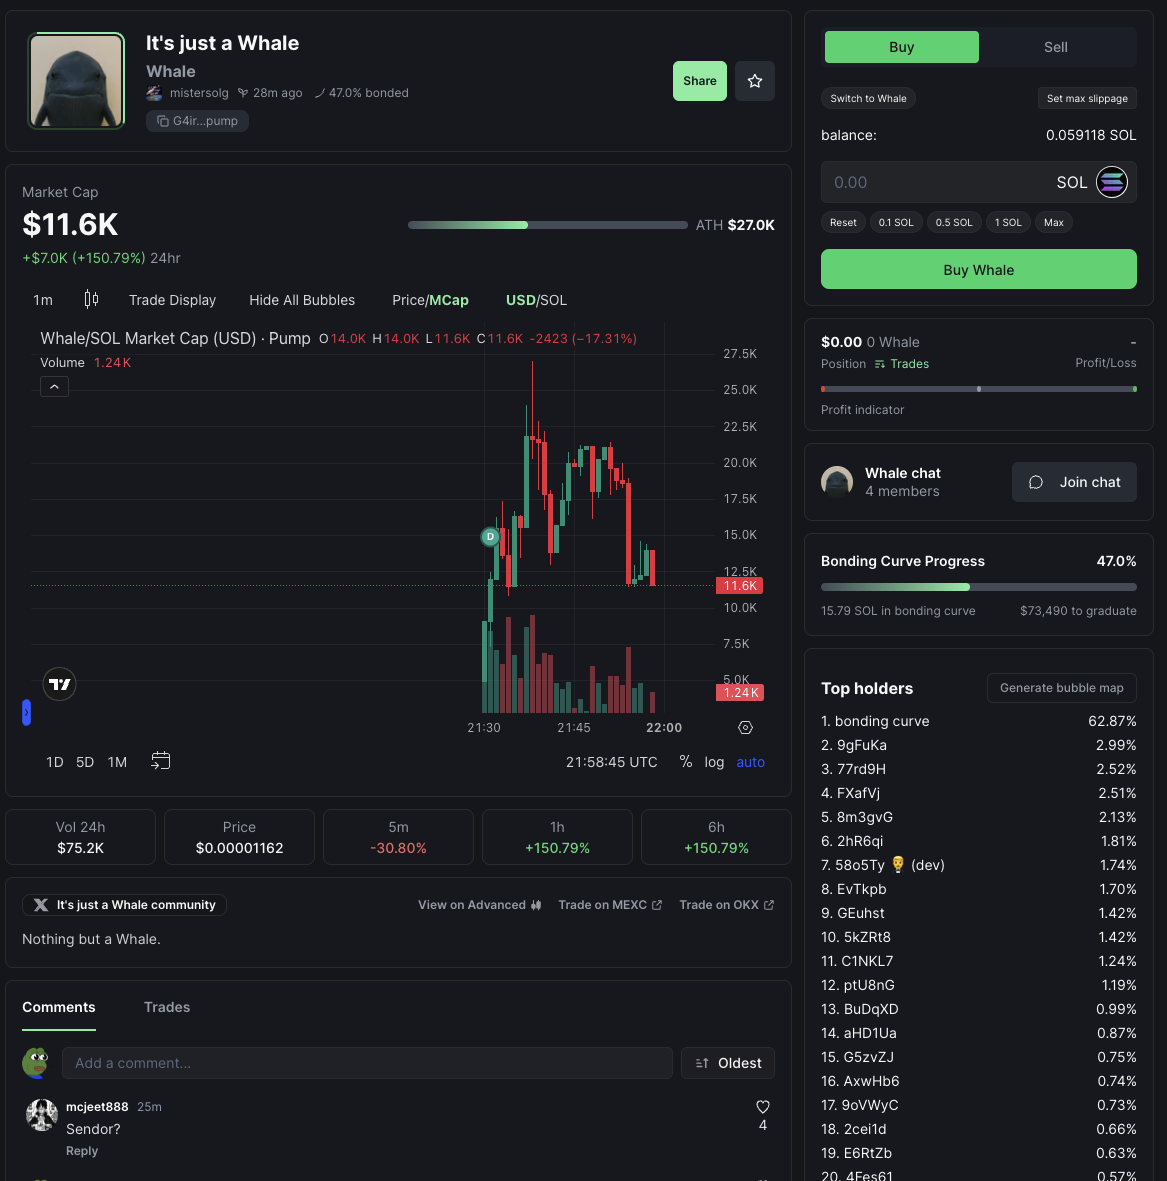 It's just a Whale
Whale
mistersolg 28m ago 47.0% bonded
G4ir...pump
Share
Market Cap
$11.6K
ATH $27.0K
+$7.0K (+150.79%) 24hr
1m Trade Display Hide All Bubbles Price/MCap USD/SOL
Whale/SOL Market Cap (USD) · Pump O14.0K H14.0K L11.6K C11.6K -2423 (−17.31%)
Volume 1.24K
27.5K
25.0K
22.5K
20.0K
17.5K
15.0K
D
12.5K
11.6K
10.0K
7.5K
5.0K
1.24K
21:30 21:45 22:00
1D 5D 1M 21:58:45 UTC % log auto
Vol 24h
$75.2K
Price
$0.00001162
5m
-30.80%
1h
+150.79%
6h
+150.79%
It's just a Whale community
View on Advanced Trade on MEXC Trade on OKX
Nothing but a Whale.
Comments Trades
Add a comment...
Oldest
mcjeet888 25m
Sendor?
4
Reply
Buy Sell
Switch to Whale Set max slippage
balance: 0.059118 SOL
0.00 SOL
Reset 0.1 SOL 0.5 SOL 1 SOL Max
Buy Whale
$0.00 0 Whale -
Position Trades Profit/Loss
Profit indicator
Whale chat
4 members
Join chat
Bonding Curve Progress 47.0%
15.79 SOL in bonding curve $73,490 to graduate
Top holders Generate bubble map
1. bonding curve 62.87%
2. 9gFuKa 2.99%
3. 77rd9H 2.52%
4. FXafVj 2.51%
5. 8m3gvG 2.13%
6. 2hR6qi 1.81%
7. 58o5Ty (dev) 1.74%
8. EvTkpb 1.70%
9. GEuhst 1.42%
10. 5kZRt8 1.42%
11. C1NKL7 1.24%
12. ptU8nG 1.19%
13. BuDqXD 0.99%
14. aHD1Ua 0.87%
15. G5zvZJ 0.75%
16. AxwHb6 0.74%
17. 9oVWyC 0.73%
18. 2cei1d 0.66%
19. E6RtZb 0.63%
20. 4Fes61 0.57%